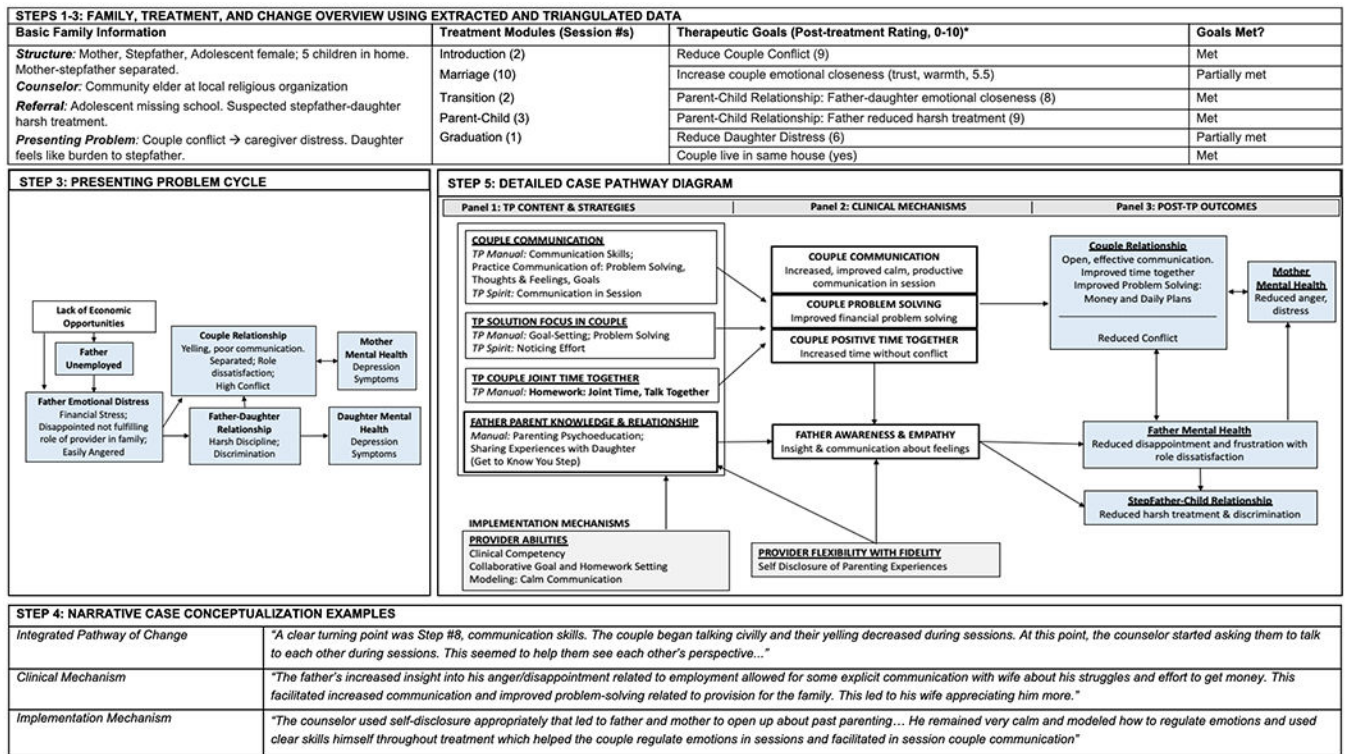 STEPS 1-3: FAMILY, TREATMENT, AND CHANGE OVERVIEW USING EXTRACTED AND TRIANGULATED DATA
Basic Family Information
Structure: Mother, Stepfather, Adolescent female; 5 children in home.
Mother-stepfather separated.
Counselor: Community elder at local religious organization
Referral: Adolescent missing school. Suspected stepfather-daughter
harsh treatment.
Presenting Problem: Couple conflict → caregiver distress. Daughter
feels like burden to stepfather.
Treatment Modules (Session #s)
Introduction (2)
Marriage (10)
Transition (2)
Parent-Child (3)
Graduation (1)
Therapeutic Goals (Post-treatment Rating, 0-10)*
Goals Met?
Reduce Couple Conflict (9)
Met
Increase couple emotional closeness (trust, warmth, 5.5)
Partially met
Parent-Child Relationship: Father-daughter emotional closeness (8)
Met
Parent-Child Relationship: Father reduced harsh treatment (9)
Met
Reduce Daughter Distress (6)
Partially met
Couple live in same house (yes)
Met
STEP 3: PRESENTING PROBLEM CYCLE
Lack of Economic
Opportunities
Father
Unemployed
Father Emotional Distress
Financial Stress;
Disappointed not fulfilling
role of provider in family;
Easily Angered
Couple Relationship
Yelling, poor communication.
Separated; Role
dissatisfaction;
High Conflict
Mother
Mental Health
Depression
Symptoms
Father-Daughter
Relationship
Harsh Discipline;
Discrimination
Daughter Mental
Health
Depression
Symptoms
STEP 5: DETAILED CASE PATHWAY DIAGRAM
Panel 1: TP CONTENT & STRATEGIES
Panel 2: CLINICAL MECHANISMS
Panel 3: POST-TP OUTCOMES
COUPLE COMMUNICATION
TP Manual: Communication Skills;
Practice Communication of: Problem Solving,
Thoughts & Feelings, Goals
TP Spirit: Communication in Session
TP SOLUTION FOCUS IN COUPLE
TP Manual: Goal-Setting; Problem Solving
TP Spirit: Noticing Effort
TP COUPLE JOINT TIME TOGETHER
TP Manual: Homework: Joint Time, Talk Together
FATHER PARENT KNOWLEDGE & RELATIONSHIP
Manual: Parenting Psychoeducation;
Sharing Experiences with Daughter
(Get to Know You Step)
IMPLEMENTATION MECHANISMS
PROVIDER ABILITIES
Clinical Competency
Collaborative Goal and Homework Setting
Modeling: Calm Communication
COUPLE COMMUNICATION
Increased, improved calm, productive
communication in session
COUPLE PROBLEM SOLVING
Improved financial problem solving
COUPLE POSITIVE TIME TOGETHER
Increased time without conflict
FATHER AWARENESS & EMPATHY
Insight & communication about feelings
PROVIDER FLEXIBILITY WITH FIDELITY
Self Disclosure of Parenting Experiences
Couple Relationship
Open, effective communication.
Improved time together
Improved Problem Solving:
Money and Daily Plans
Reduced Conflict
Mother
Mental Health
Reduced anger,
distress
Father Mental Health
Reduced disappointment and frustration with
role dissatisfaction
StepFather-Child Relationship
Reduced harsh treatment & discrimination
STEP 4: NARRATIVE CASE CONCEPTUALIZATION EXAMPLES
Integrated Pathway of Change
"A clear turning point was Step #8, communication skills. The couple began talking civilly and their yelling decreased during sessions. At this point, the counselor started asking them to talk
to each other during sessions. This seemed to help them see each other's perspective..."
Clinical Mechanism
"The father's increased insight into his anger/disappointment related to employment allowed for some explicit communication with wife about his struggles and effort to get money. This
facilitated increased communication and improved problem-solving related to provision for the family. This led to his wife appreciating him more."
Implementation Mechanism
"The counselor used self-disclosure appropriately that led to father and mother to open up about past parenting… He remained very calm and modeled how to regulate emotions and used
clear skills himself throughout treatment which helped the couple regulate emotions in sessions and facilitated in session couple communication"